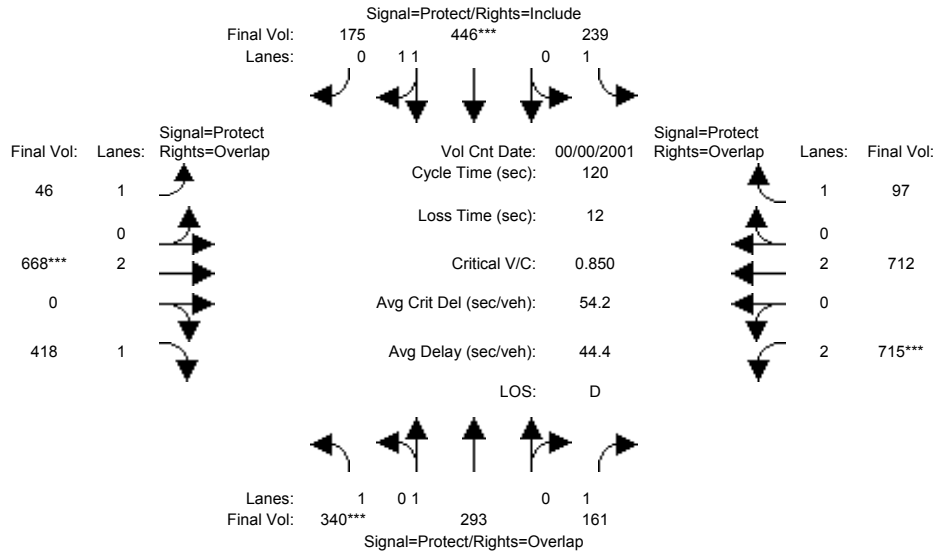 Signal=Protect/Rights=Include
Final Vol: 175 446*** 239
Lanes: 0 1 1 0 1
Signal=Protect
Final Vol: Lanes: Rights=Overlap
Vol Cnt Date: 00/00/2001
Signal=Protect
Rights=Overlap Lanes: Final Vol:
Cycle Time (sec): 120
46 1
1 97
Loss Time (sec): 12
0
0
668*** 2
Critical V/C: 0.850
2 712
0
Avg Crit Del (sec/veh): 54.2
0
418 1
Avg Delay (sec/veh): 44.4
2 715***
LOS: D
Lanes: 1 0 1 0 1
Final Vol: 340*** 293 161
Signal=Protect/Rights=Overlap